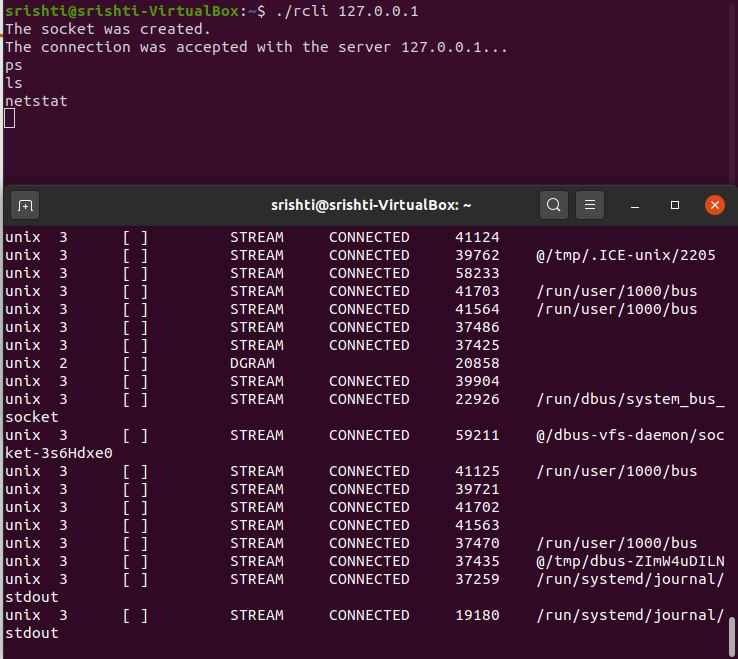 srishti@srishti-VirtualBox:~$ ./rcli 127.0.0.1
The socket was created.
The connection was accepted with the server 127.0.0.1...
ps
ls
netstat
srishti@srishti-VirtualBox: ~
unix  3      [ ]         STREAM     CONNECTED     41124
unix  3      [ ]         STREAM     CONNECTED     39762    @/tmp/.ICE-unix/2205
unix  3      [ ]         STREAM     CONNECTED     58233
unix  3      [ ]         STREAM     CONNECTED     41703    /run/user/1000/bus
unix  3      [ ]         STREAM     CONNECTED     41564    /run/user/1000/bus
unix  3      [ ]         STREAM     CONNECTED     37486
unix  3      [ ]         STREAM     CONNECTED     37425
unix  2      [ ]         DGRAM                    20858
unix  3      [ ]         STREAM     CONNECTED     39904
unix  3      [ ]         STREAM     CONNECTED     22926    /run/dbus/system_bus_
socket
unix  3      [ ]         STREAM     CONNECTED     59211    @/dbus-vfs-daemon/soc
ket-3s6Hdxe0
unix  3      [ ]         STREAM     CONNECTED     41125    /run/user/1000/bus
unix  3      [ ]         STREAM     CONNECTED     39721
unix  3      [ ]         STREAM     CONNECTED     41702
unix  3      [ ]         STREAM     CONNECTED     41563
unix  3      [ ]         STREAM     CONNECTED     37470    /run/user/1000/bus
unix  3      [ ]         STREAM     CONNECTED     37435    @/tmp/dbus-ZImW4uDILN
unix  3      [ ]         STREAM     CONNECTED     37259    /run/systemd/journal/
stdout
unix  3      [ ]         STREAM     CONNECTED     19180    /run/systemd/journal/
stdout